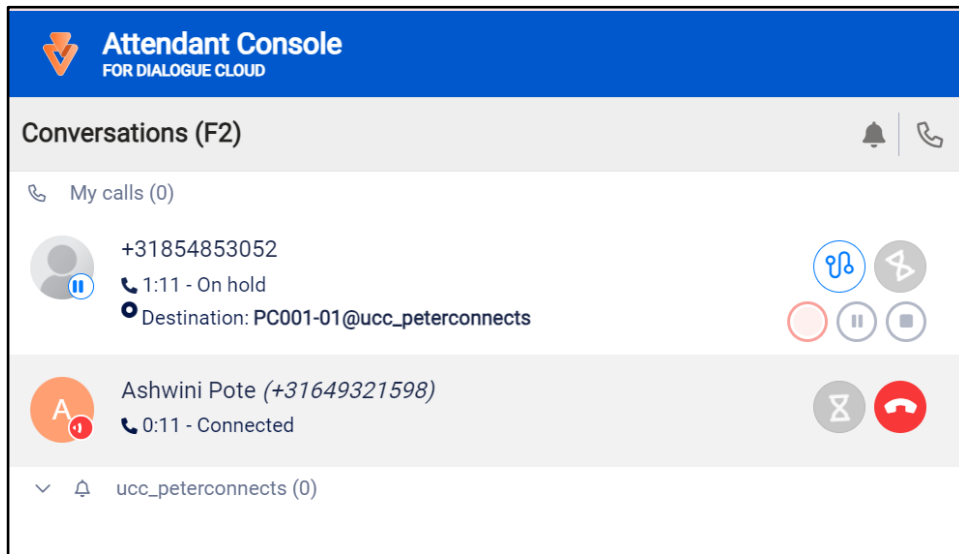 Attendant Console
FOR DIALOGUE CLOUD
Conversations (F2)
My calls (0)
+31854853052
1:11 - On hold
Destination: PC001-01@ucc_peterconnects
A
Ashwini Pote (+31649321598)
0:11 - Connected
ucc_peterconnects (0)